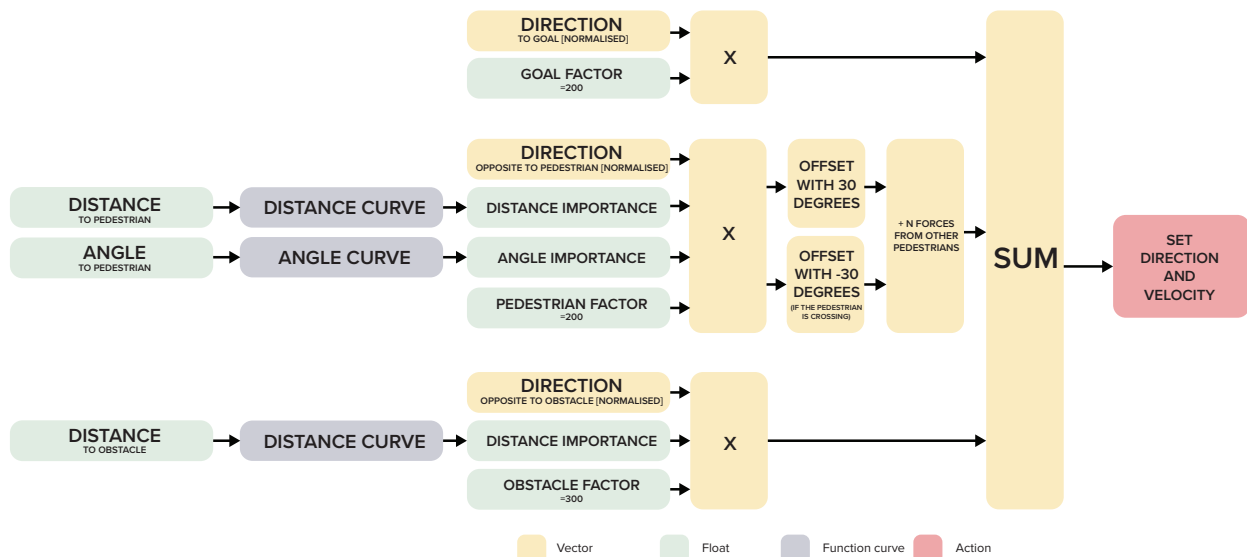 DIRECTION
TO GOAL [NORMALISED]
GOAL FACTOR
=200
X
DIRECTION
OPPOSITE TO PEDESTRIAN [NORMALISED]
DISTANCE
TO PEDESTRIAN
DISTANCE CURVE
DISTANCE IMPORTANCE
ANGLE
TO PEDESTRIAN
ANGLE CURVE
ANGLE IMPORTANCE
PEDESTRIAN FACTOR
=200
X
OFFSET
WITH 30
DEGREES
OFFSET
WITH -30
DEGREES
(IF THE PEDESTRIAN
IS CROSSING)
+ N FORCES
FROM OTHER
PEDESTRIANS
SUM
SET
DIRECTION
AND
VELOCITY
DIRECTION
OPPOSITE TO OBSTACLE [NORMALISED]
DISTANCE
TO OBSTACLE
DISTANCE CURVE
DISTANCE IMPORTANCE
OBSTACLE FACTOR
=300
X
Vector
Float
Function curve
Action